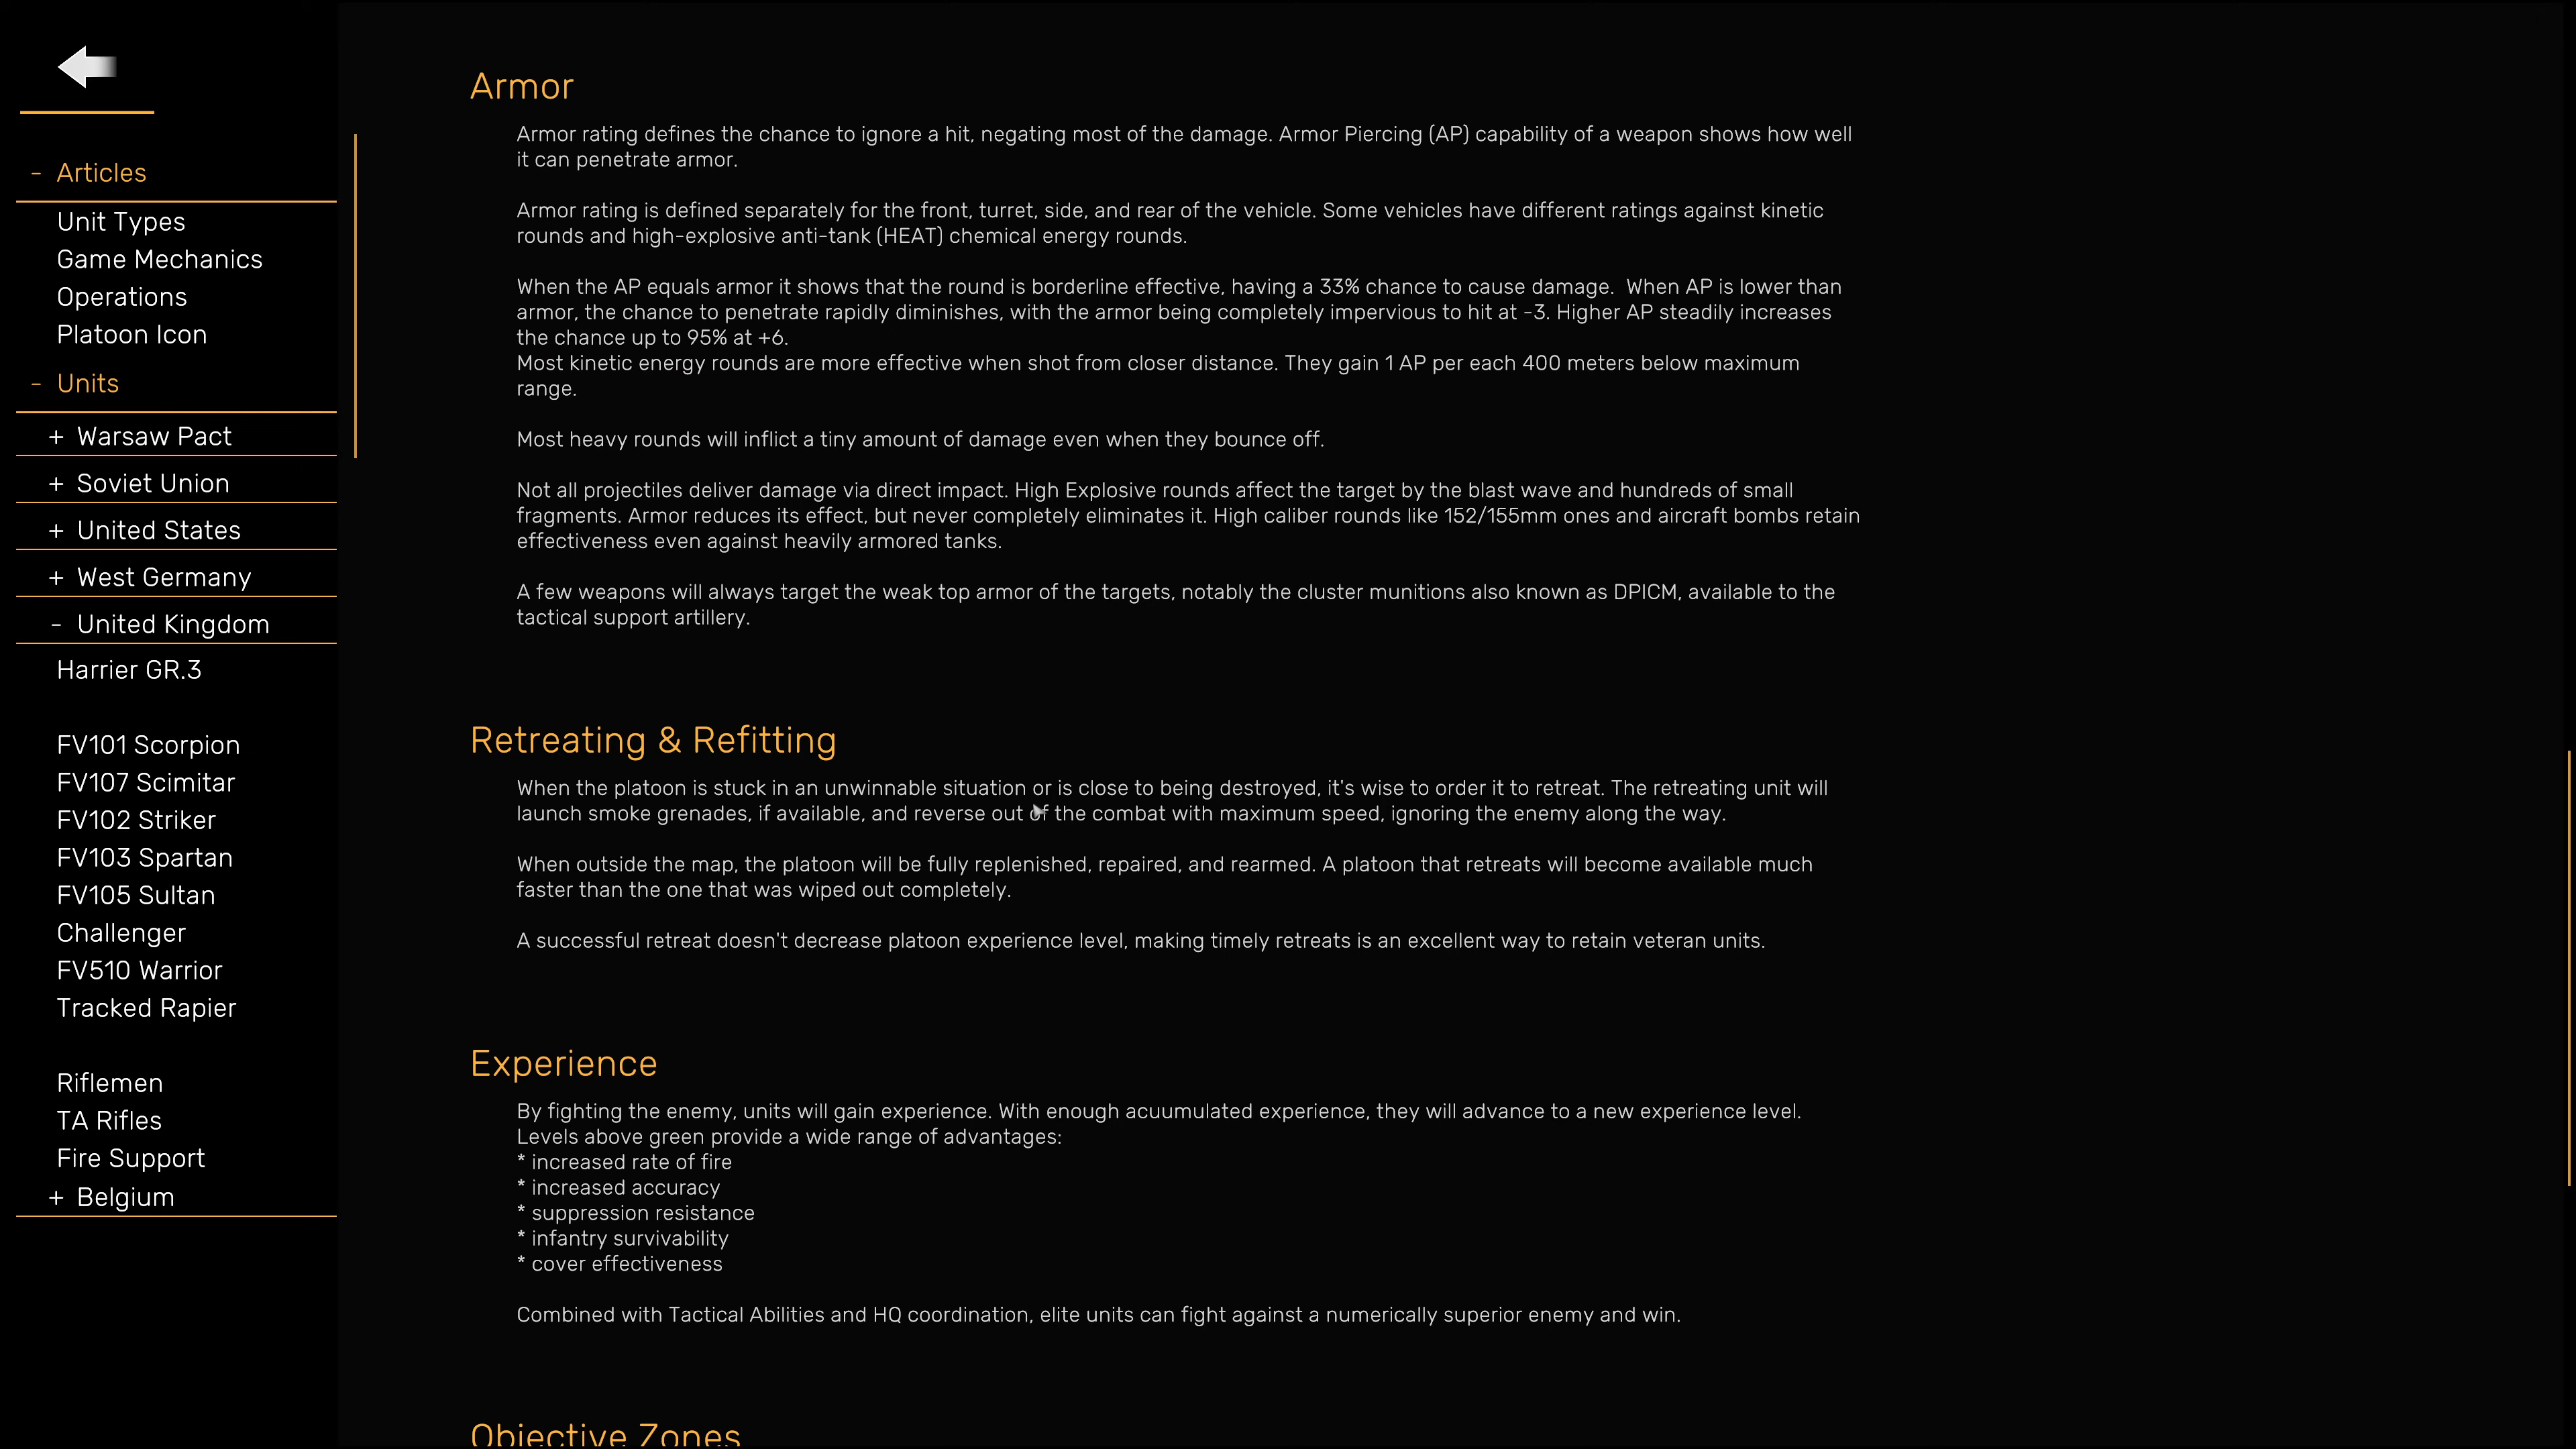 - Articles
Unit Types
Game Mechanics
Operations
Platoon Icon
- Units
+ Warsaw Pact
+ Soviet Union
+ United States
+ West Germany
- United Kingdom
Harrier GR.3
FV101 Scorpion
FV107 Scimitar
FV102 Striker
FV103 Spartan
FV105 Sultan
Challenger
FV510 Warrior
Tracked Rapier
Riflemen
TA Rifles
Fire Support
+ Belgium
Armor
Armor rating defines the chance to ignore a hit, negating most of the damage. Armor Piercing (AP) capability of a weapon shows how well
it can penetrate armor.
Armor rating is defined separately for the front, turret, side, and rear of the vehicle. Some vehicles have different ratings against kinetic
rounds and high-explosive anti-tank (HEAT) chemical energy rounds.
When the AP equals armor it shows that the round is borderline effective, having a 33% chance to cause damage.  When AP is lower than
armor, the chance to penetrate rapidly diminishes, with the armor being completely impervious to hit at -3. Higher AP steadily increases
the chance up to 95% at +6.
Most kinetic energy rounds are more effective when shot from closer distance. They gain 1 AP per each 400 meters below maximum
range.
Most heavy rounds will inflict a tiny amount of damage even when they bounce off.
Not all projectiles deliver damage via direct impact. High Explosive rounds affect the target by the blast wave and hundreds of small
fragments. Armor reduces its effect, but never completely eliminates it. High caliber rounds like 152/155mm ones and aircraft bombs retain
effectiveness even against heavily armored tanks.
A few weapons will always target the weak top armor of the targets, notably the cluster munitions also known as DPICM, available to the
tactical support artillery.
Retreating & Refitting
When the platoon is stuck in an unwinnable situation or is close to being destroyed, it's wise to order it to retreat. The retreating unit will
launch smoke grenades, if available, and reverse out of the combat with maximum speed, ignoring the enemy along the way.
When outside the map, the platoon will be fully replenished, repaired, and rearmed. A platoon that retreats will become available much
faster than the one that was wiped out completely.
A successful retreat doesn't decrease platoon experience level, making timely retreats is an excellent way to retain veteran units.
Experience
By fighting the enemy, units will gain experience. With enough acuumulated experience, they will advance to a new experience level.
Levels above green provide a wide range of advantages:
* increased rate of fire
* increased accuracy
* suppression resistance
* infantry survivability
* cover effectiveness
Combined with Tactical Abilities and HQ coordination, elite units can fight against a numerically superior enemy and win.
Objective Zones